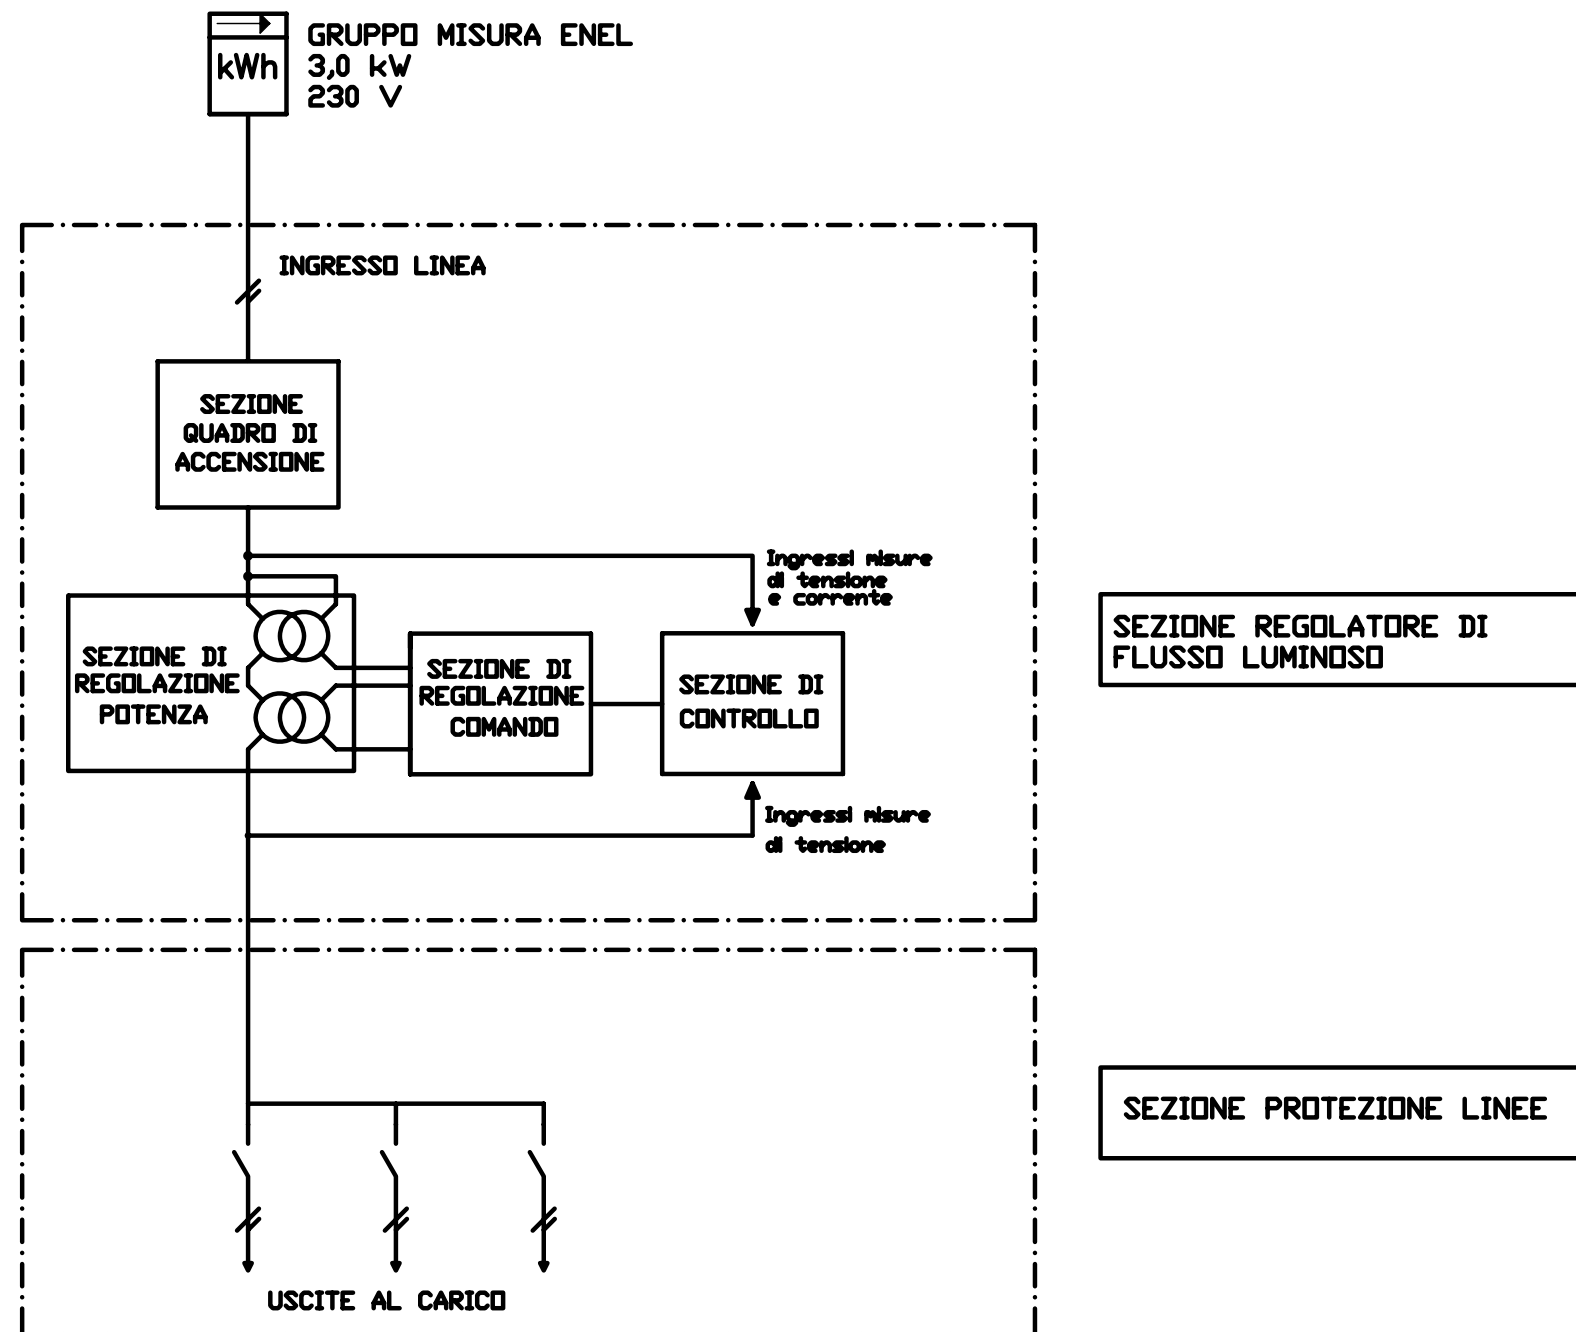 kWh
GRUPPO MISURA ENEL
3,0 kW
230 V
INGRESSO LINEA
SEZIONE
QUADRO DI
ACCENSIONE
Ingressi misure
di tensione
e corrente
SEZIONE DI
REGOLAZIONE
POTENZA
SEZIONE DI
REGOLAZIONE
COMANDO
SEZIONE DI
CONTROLLO
SEZIONE REGOLATORE DI
FLUSSO LUMINOSO
Ingressi misure
di tensione
SEZIONE PROTEZIONE LINEE
USCITE AL CARICO